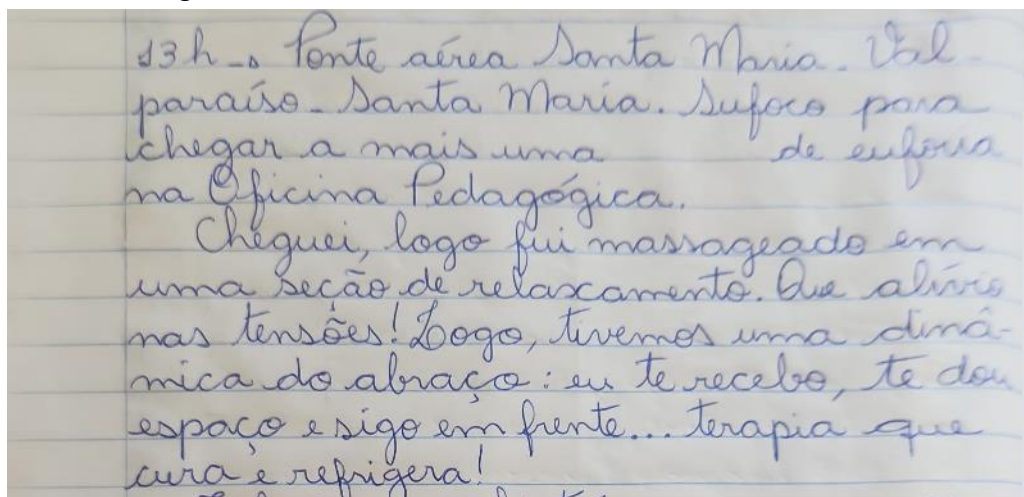 13h → Ponte aérea Santa Maria - Val-
paraíso - Santa Maria. Sufoco para
chegar a mais uma de euforia
na Oficina Pedagógica.
Cheguei, logo fui massageado em
uma seção de relaxamento. Que alívio
nas tensões! Logo, tivemos uma dinâ-
mica do abraço: eu te recebo, te dou
espaço e sigo em frente... terapia que
cura e refrigera!